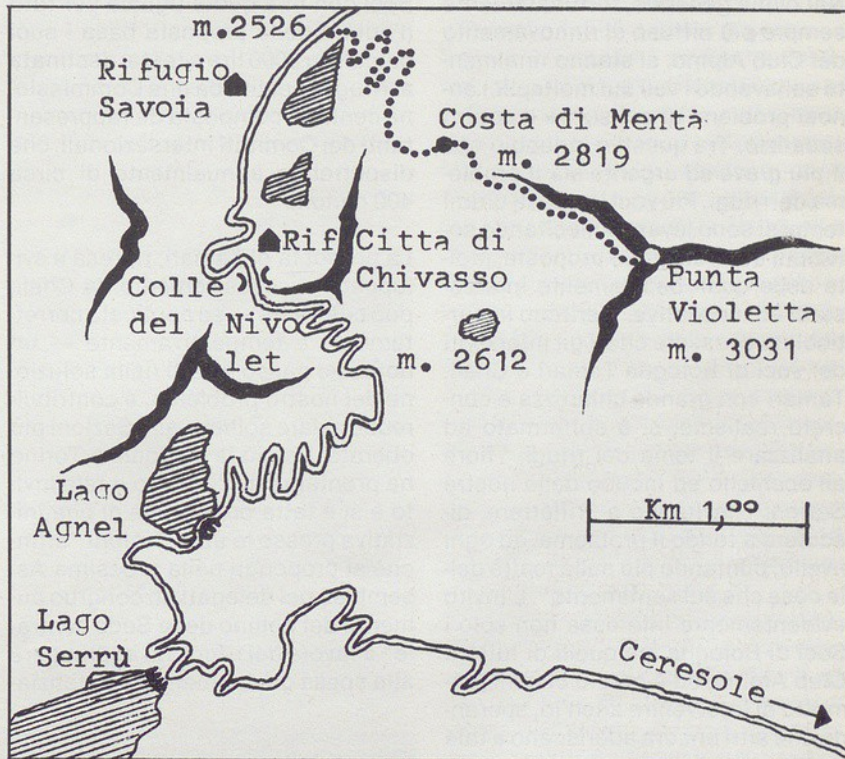 m.2526
Rifugio
Savoia
Costa di Mentà
m. 2819
Rif Citta di
Chivasso
Colle
del Nivo
let
m. 2612
Punta
Violetta
m. 3031
Lago
Agnel
Km 1,⁰⁰
Lago
Serrù
Ceresole